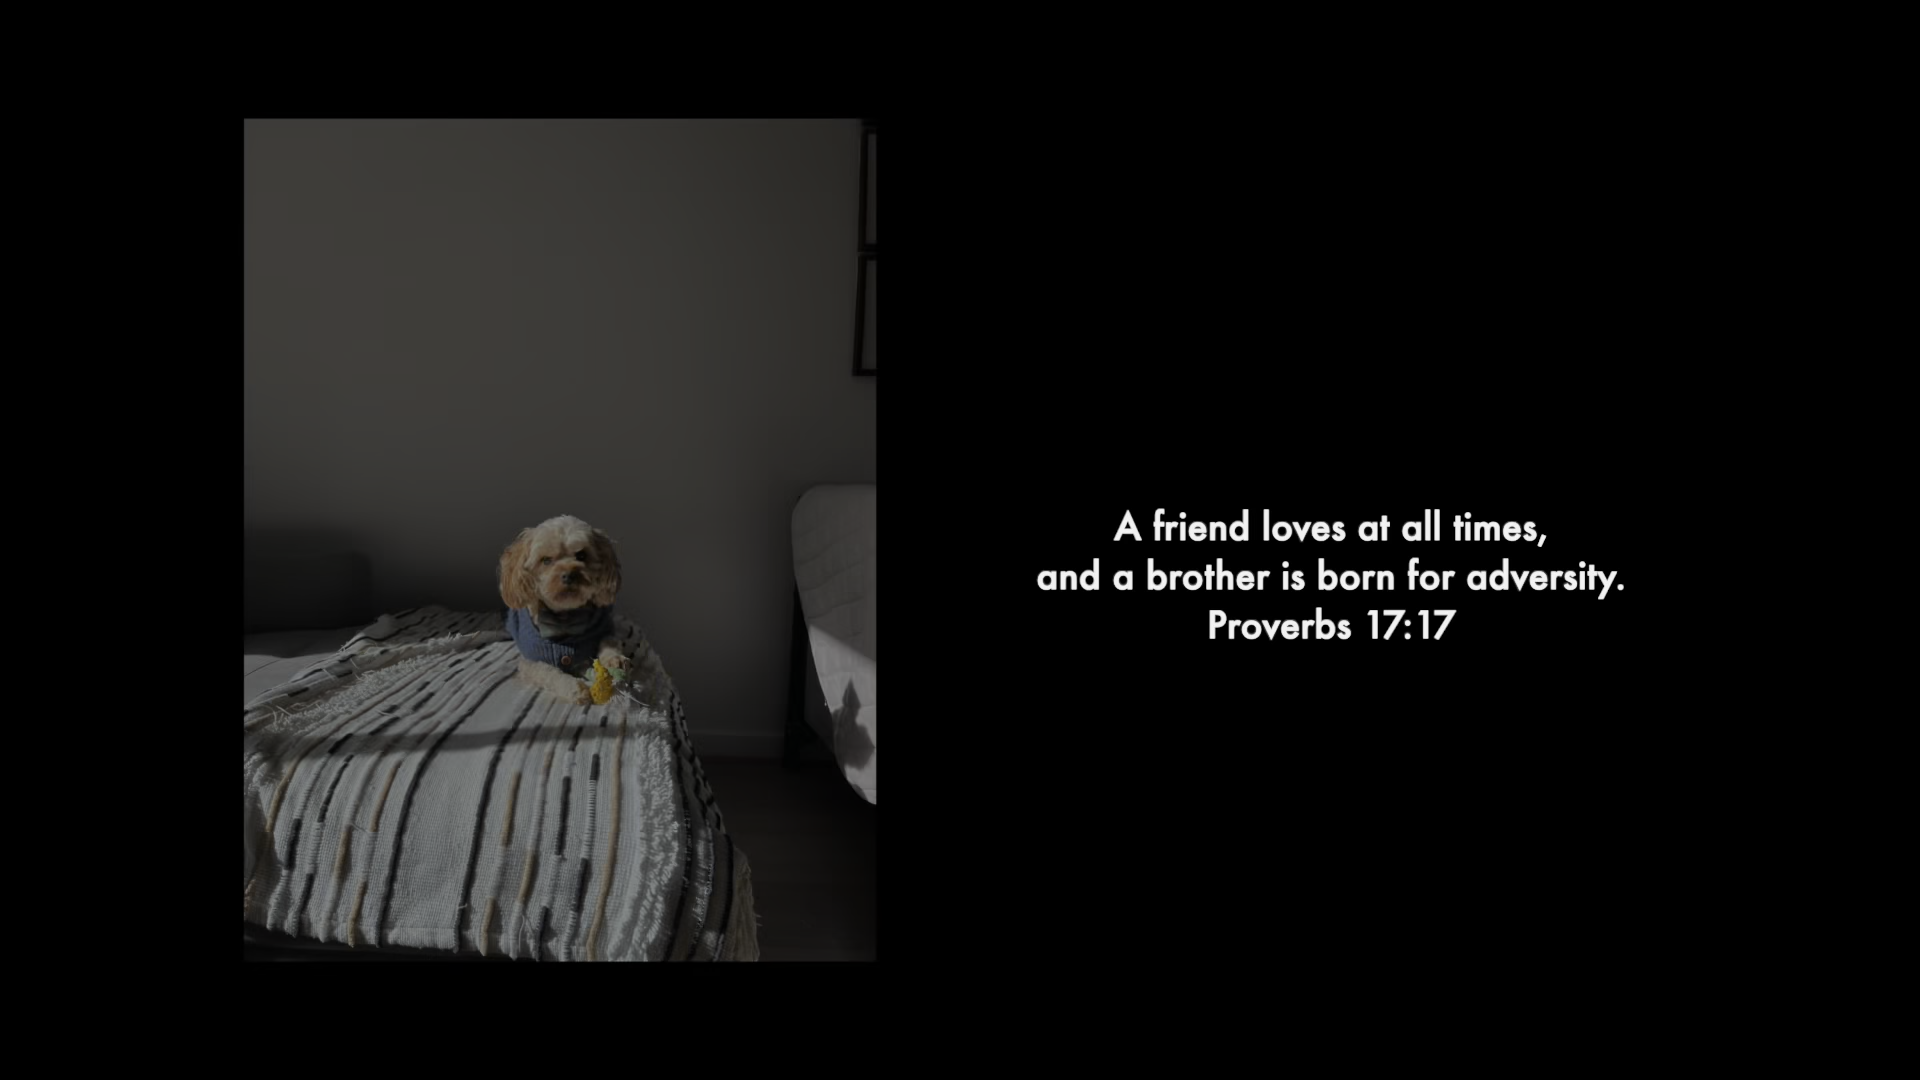 A friend loves at all times,
and a brother is born for adversity.
Proverbs 17:17